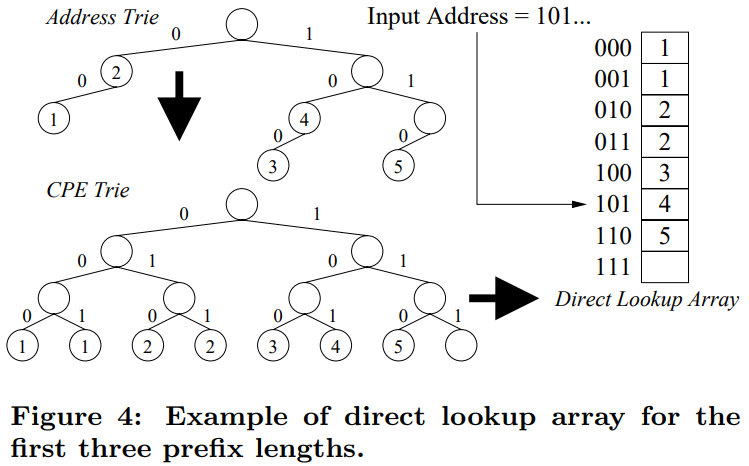 Address Trie
Input Address = 101...
0 1
000 1
0 2 0 1
001 1
010 2
1 4
011 2
0 0
100 3
3 5
CPE Trie
101 4
0 1
110 5
111
0 1 0 1
Direct Lookup Array
0 1 0 1 0 1 0 1
1 1 2 2 3 4 5
Figure 4: Example of direct lookup array for the
first three prefix lengths.